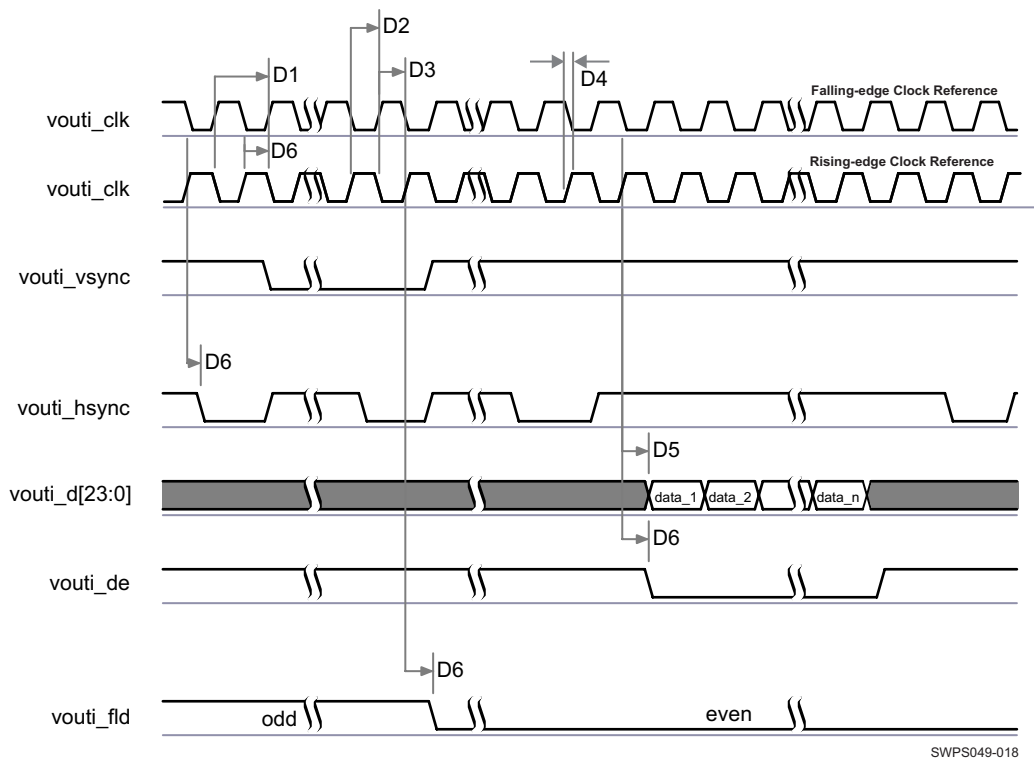 D2
D3
D1
D4
Falling-edge Clock Reference
vouti_clk
D6
Rising-edge Clock Reference
vouti_clk
vouti_vsync
D6
vouti_hsync
D5
vouti_d[23:0]
data_1 data_2 data_n
D6
vouti_de
D6
vouti_fld
odd even
SWPS049-018